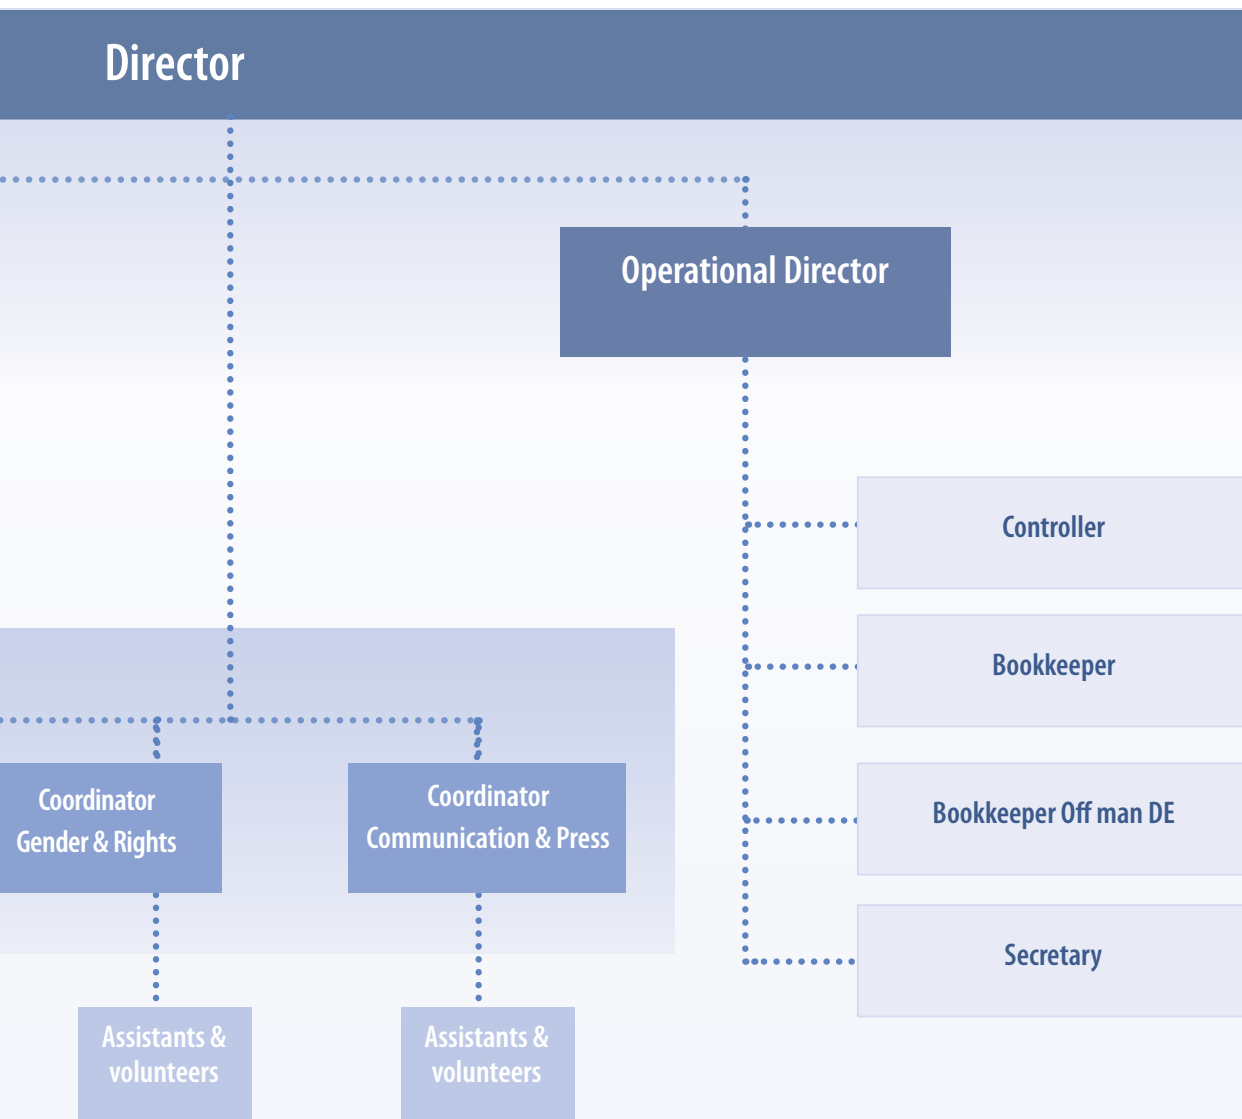 Director
Operational Director
Controller
Bookkeeper
Bookkeeper Off man DE
Secretary
Coordinator
Gender & Rights
Coordinator
Communication & Press
Assistants &
volunteers
Assistants &
volunteers